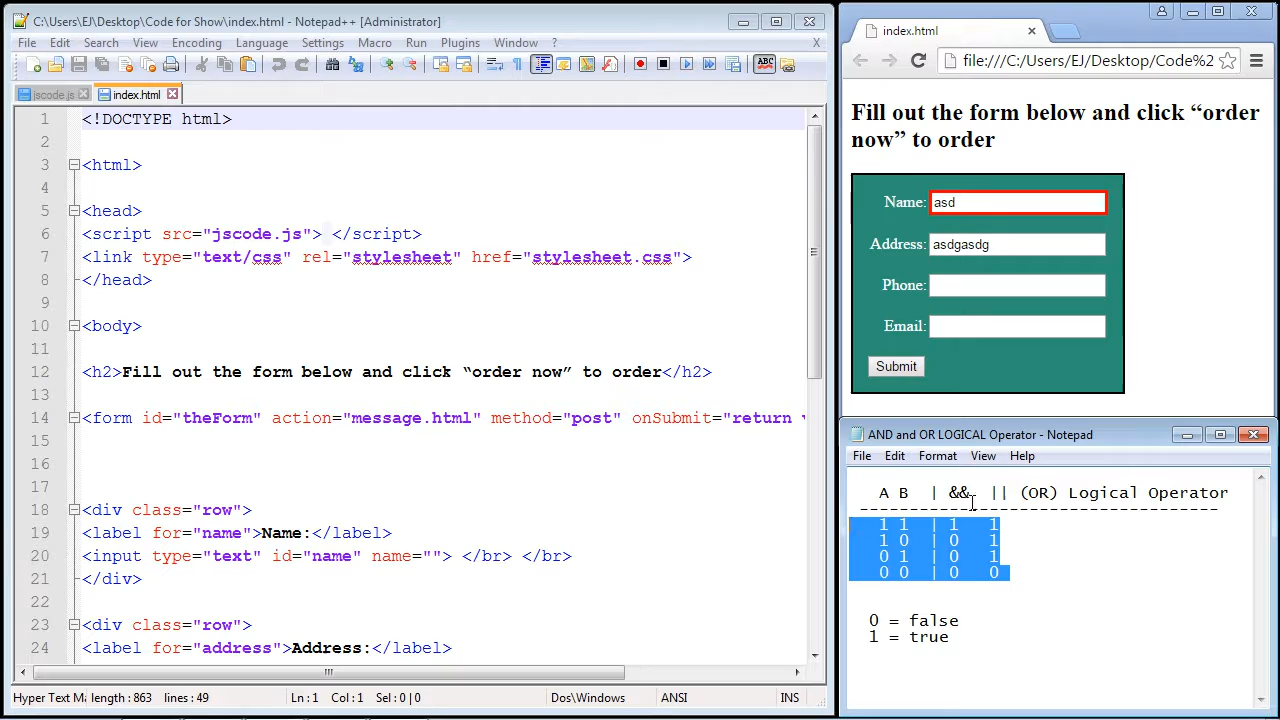 C:\Users\EJ\Desktop\Code for Show\index.html - Notepad++ [Administrator]
File Edit Search View Encoding Language Settings Macro Run Plugins Window ? X
jscode.js index.html
1 <!DOCTYPE html>
2
3 <html>
4
5 <head>
6 <script src="jscode.js"> </script>
7 <link type="text/css" rel="stylesheet" href="stylesheet.css">
8 </head>
9
10 <body>
11
12 <h2>Fill out the form below and click “order now” to order</h2>
13
14 <form id="theForm" action="message.html" method="post" onSubmit="return
15
16
17
18 <div class="row">
19 <label for="name">Name:</label>
20 <input type="text" id="name" name=""> </br> </br>
21 </div>
22
23 <div class="row">
24 <label for="address">Address:</label>
Hyper Text Ma length : 863 lines : 49 Ln : 1 Col : 1 Sel : 0 | 0 Dos\Windows ANSI INS
index.html
file:///C:/Users/EJ/Desktop/Code%2
Fill out the form below and click “order
now” to order
Name: asd
Address: asdgasdg
Phone:
Email:
Submit
AND and OR LOGICAL Operator - Notepad
File Edit Format View Help
A B | && || (OR) Logical Operator
------------------------------------
1 1 | 1 1
1 0 | 0 1
0 1 | 0 1
0 0 | 0 0
0 = false
1 = true